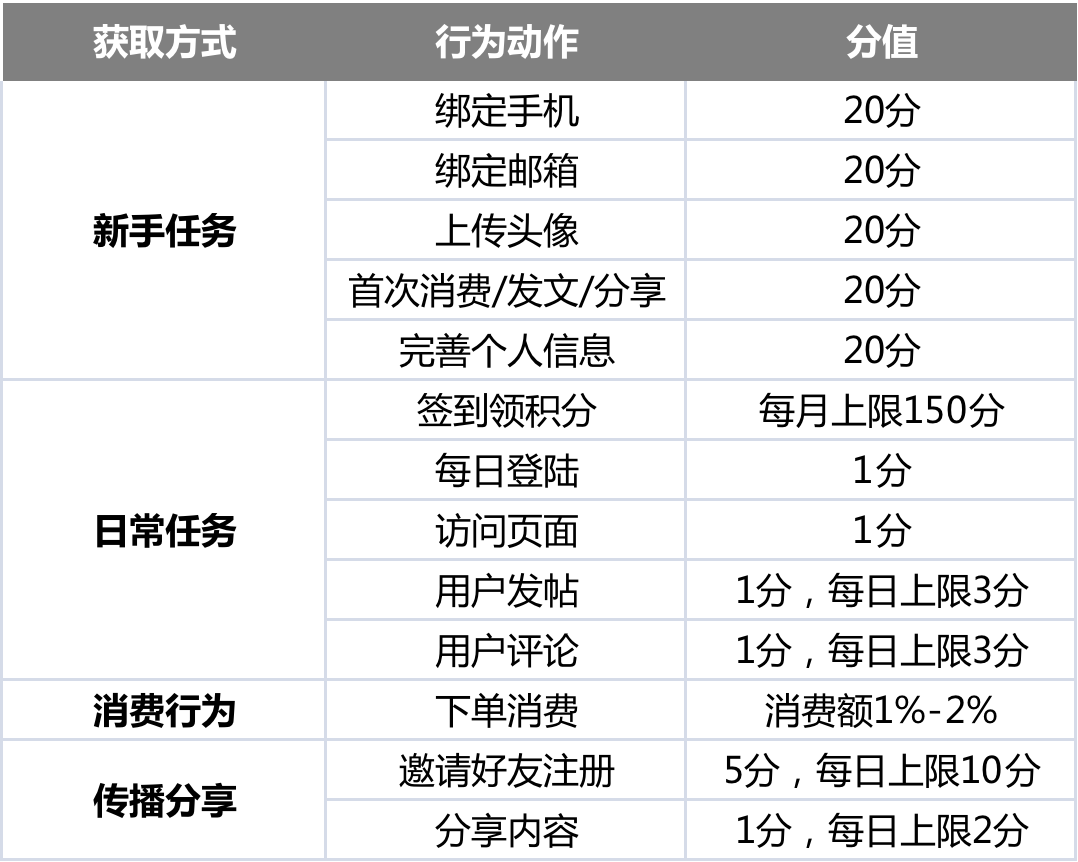 获取方式 行为动作 分值
新手任务
绑定手机 20分
绑定邮箱 20分
上传头像 20分
首次消费/发文/分享 20分
完善个人信息 20分
日常任务
签到领积分 每月上限150分
每日登陆 1分
访问页面 1分
用户发帖 1分，每日上限3分
用户评论 1分，每日上限3分
消费行为 下单消费 消费额1%-2%
传播分享
邀请好友注册 5分，每日上限10分
分享内容 1分，每日上限2分